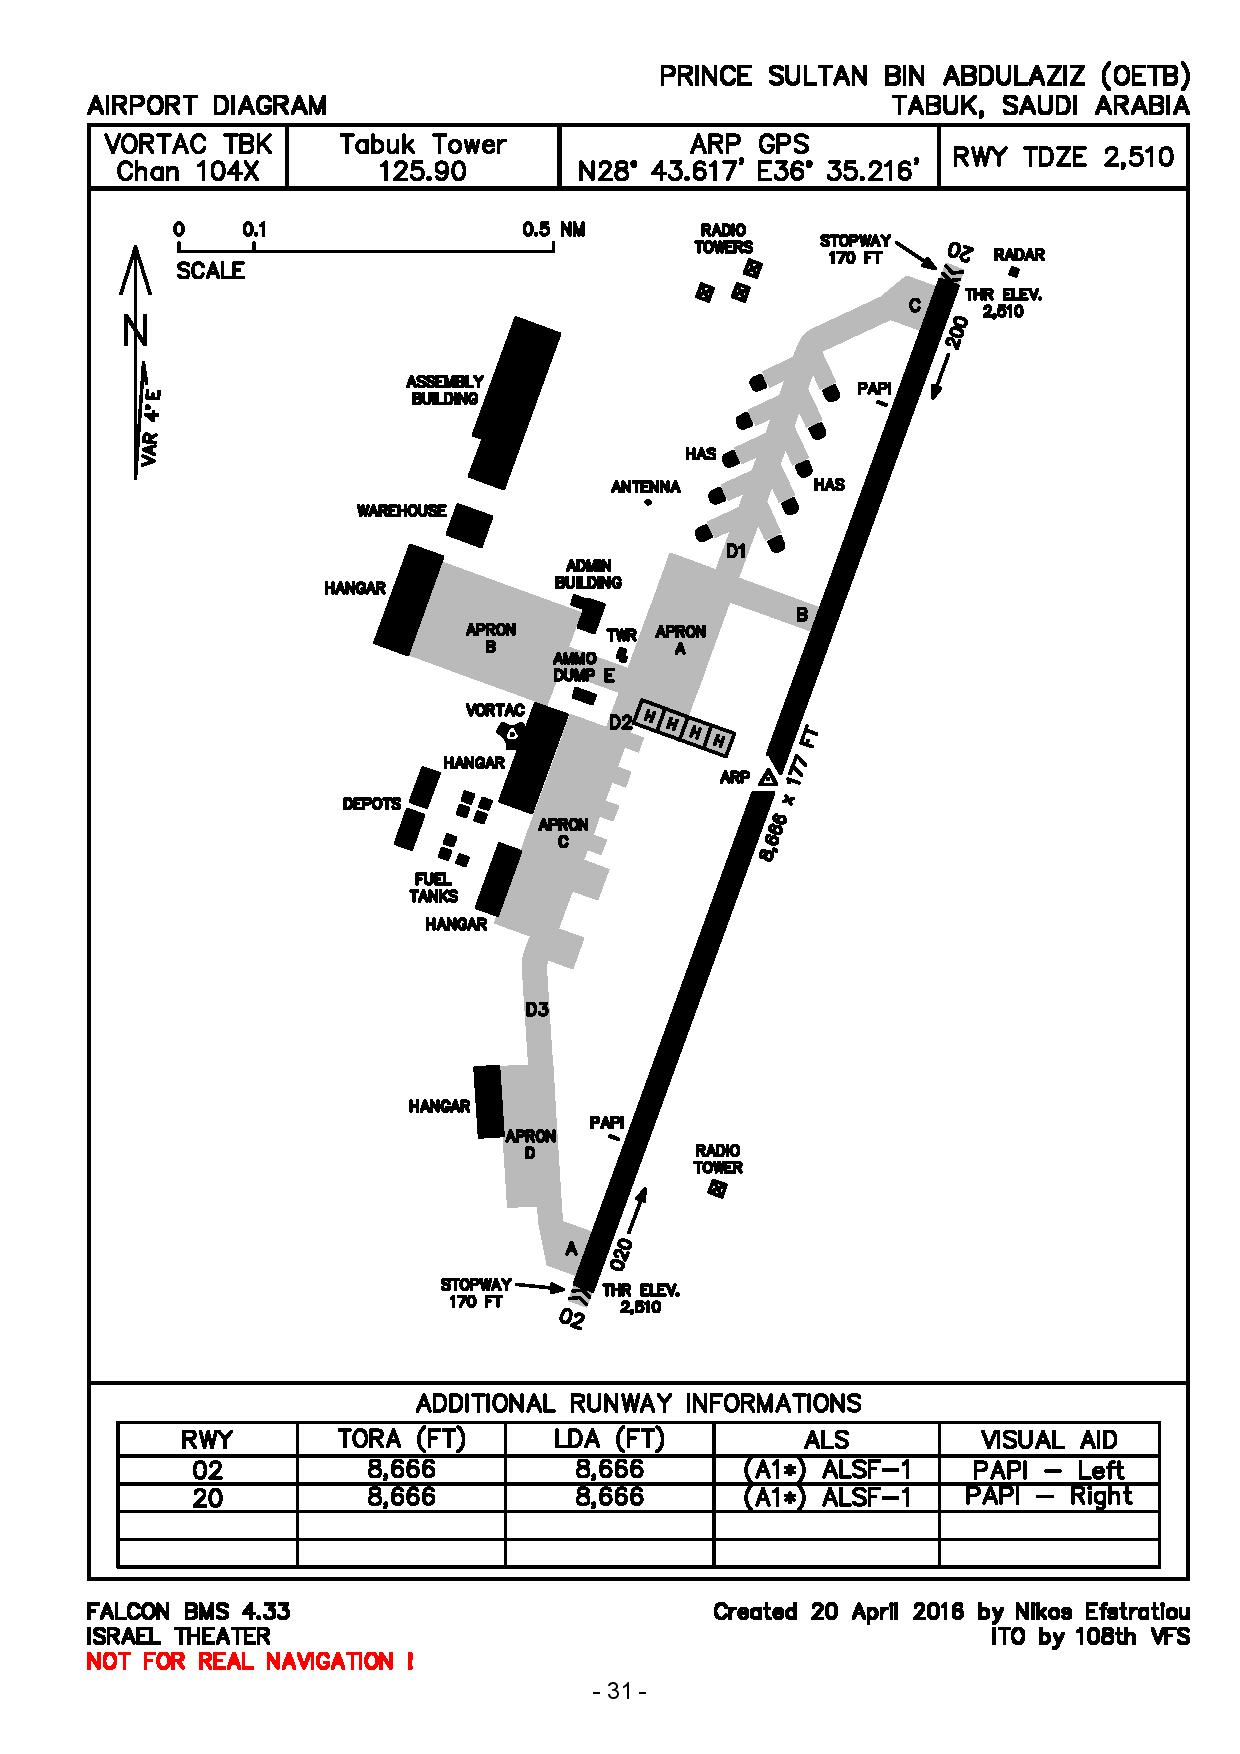 PRINCE SULTAN BIN ABDULAZIZ (OETB)
AIRPORT DIAGRAM
TABUK, SAUDI ARABIA
VORTAC TBK
Chan 104X
Tabuk Tower
125.90
ARP GPS
N28° 43.617' E36° 35.216'
RWY TDZE 2,510
0 0.1 0.5 NM
SCALE
N
VAR 4°E
RADIO
TOWERS
STOPWAY
170 FT
20
RADAR
THR ELEV.
2,510
C
200
ASSEMBLY
BUILDING
PAPI
HAS
HAS
ANTENNA
WAREHOUSE
D1
ADMIN
BUILDING
HANGAR
B
APRON
B
TWR
APRON
A
AMMO
DUMP
E
VORTAC
D2
H H H H
HANGAR
ARP
8,666 x 177 FT
DEPOTS
APRON
C
FUEL
TANKS
HANGAR
D3
HANGAR
PAPI
APRON
D
RADIO
TOWER
A
020
STOPWAY
170 FT
THR ELEV.
2,510
02
ADDITIONAL RUNWAY INFORMATIONS
RWY TORA (FT) LDA (FT) ALS VISUAL AID
02 8,666 8,666 (A1*) ALSF-1 PAPI - Left
20 8,666 8,666 (A1*) ALSF-1 PAPI - Right
FALCON BMS 4.33
Created 20 April 2016 by Nikos Efstratiou
ISRAEL THEATER
ITO by 108th VFS
NOT FOR REAL NAVIGATION !
- 31 -